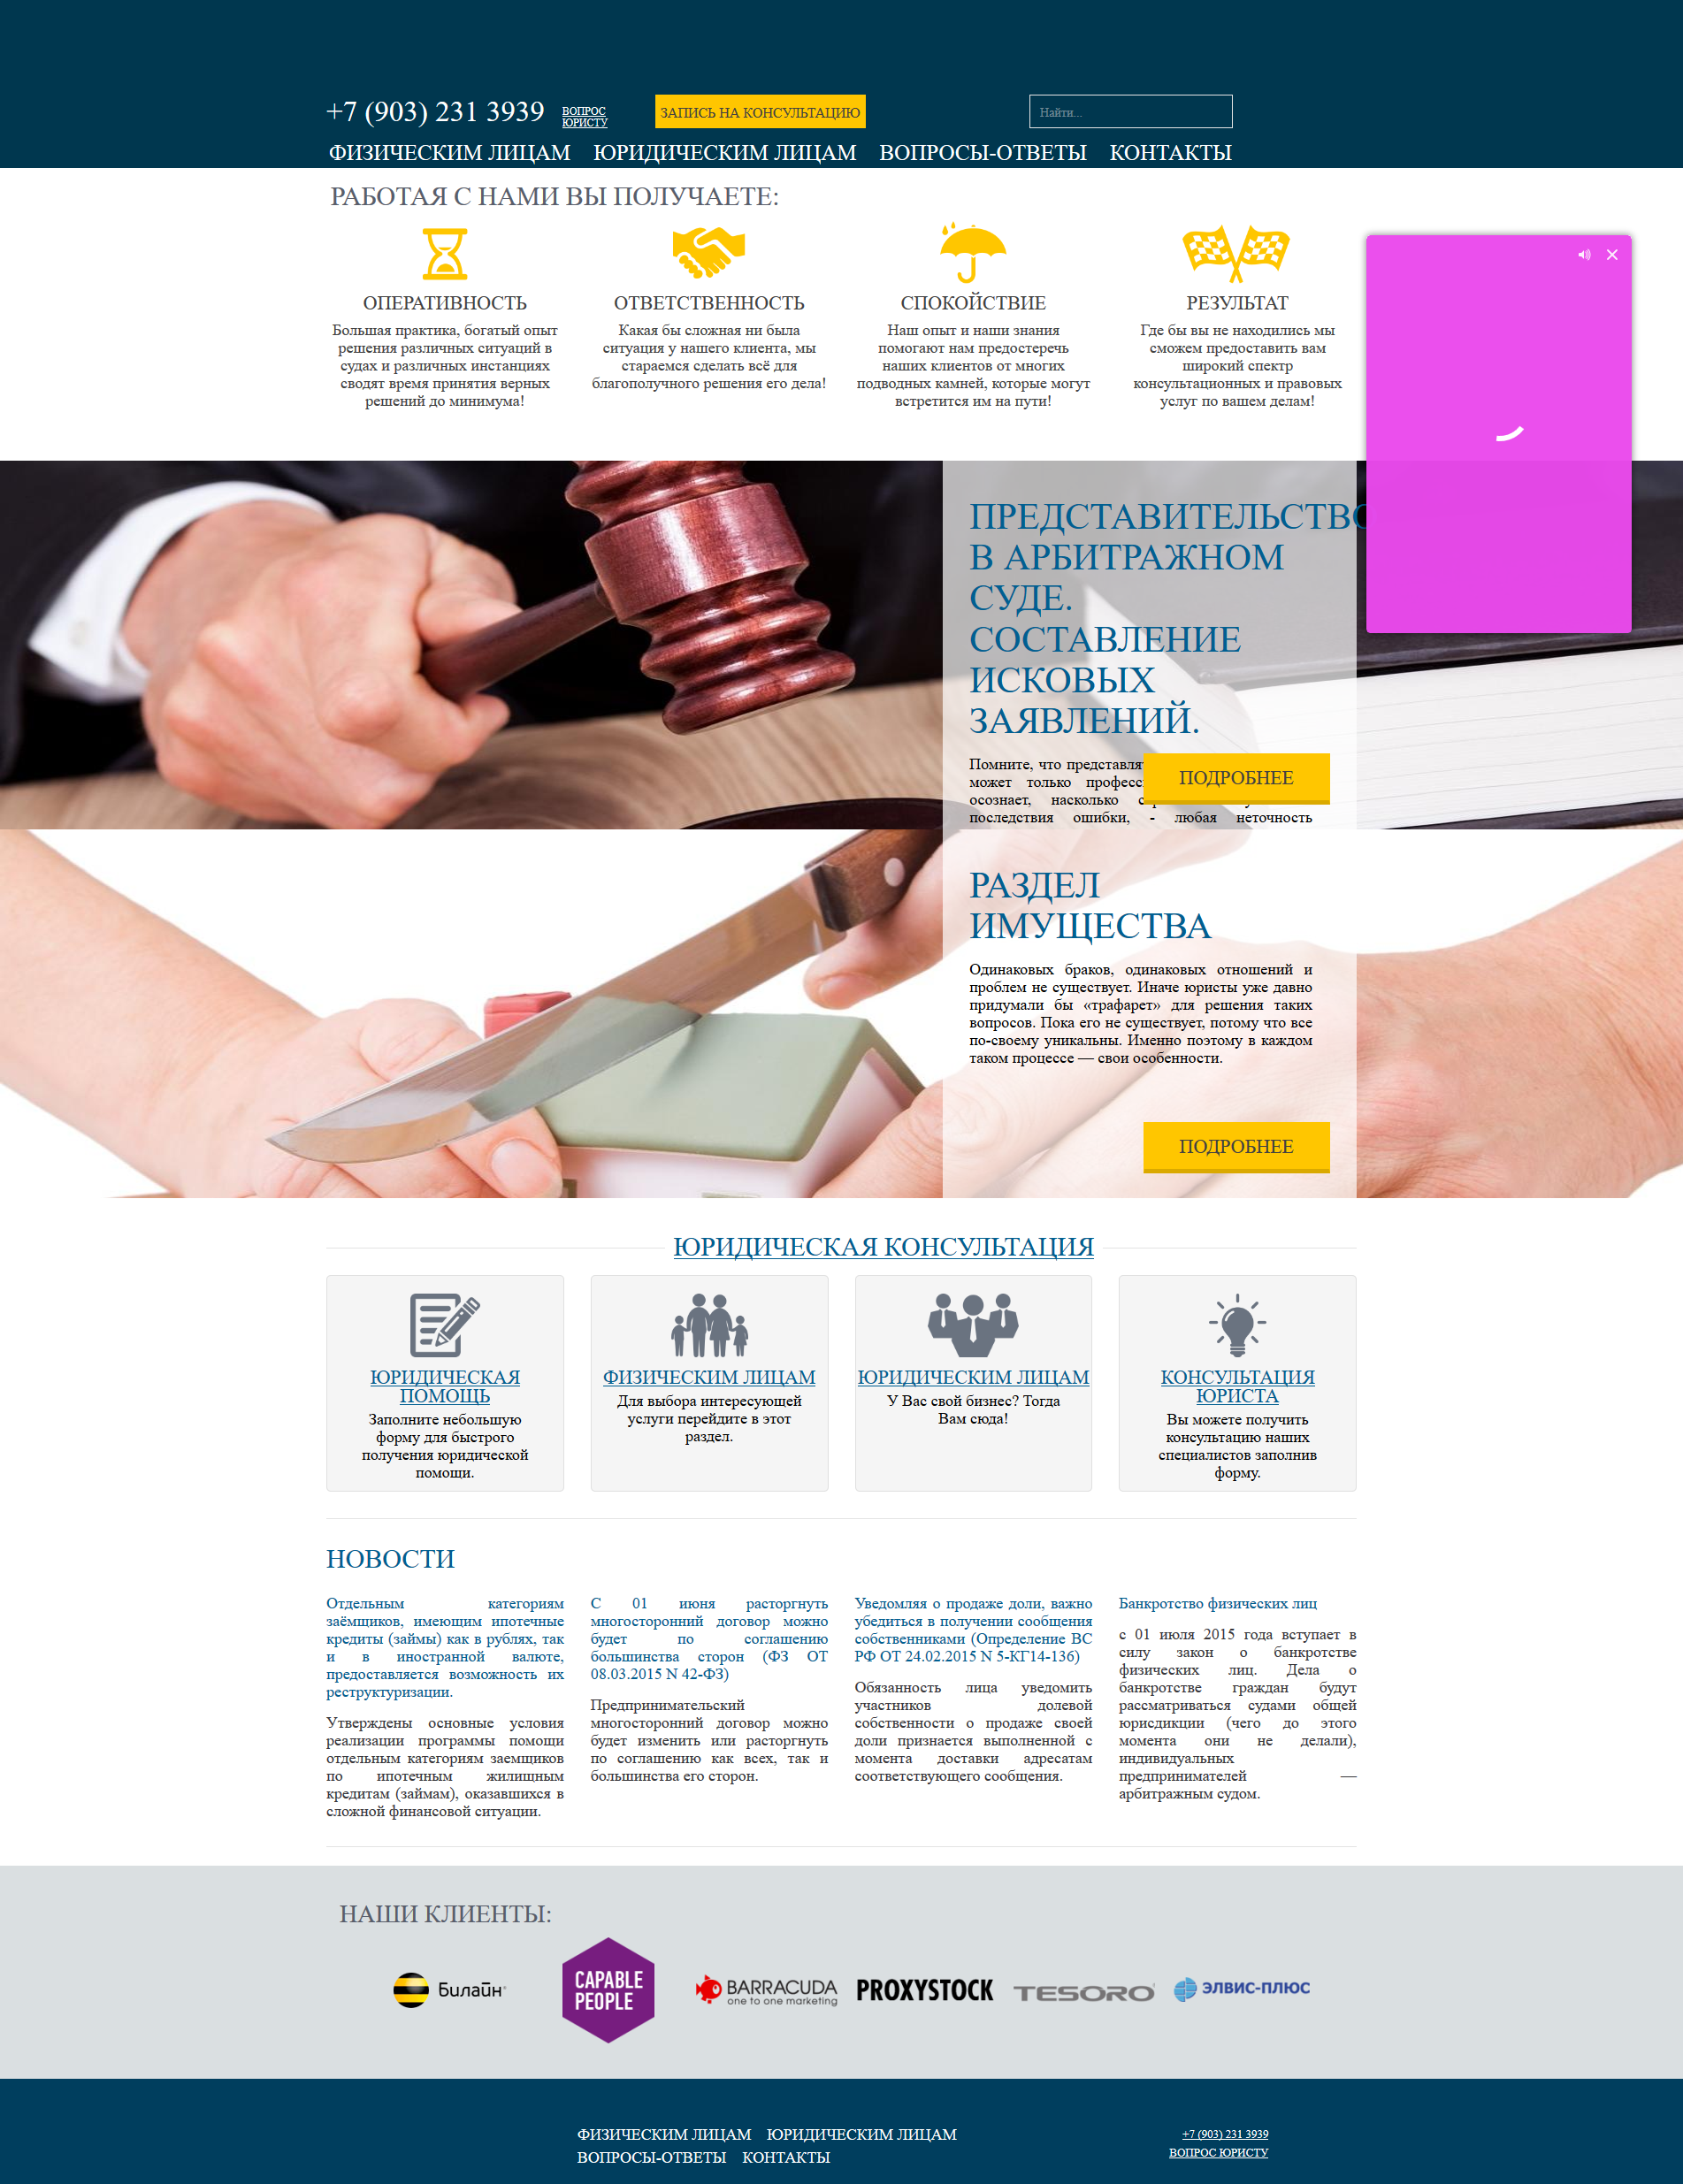 +7 (903) 231 3939
ВОПРОС
ЮРИСТУ
ЗАПИСЬ НА КОНСУЛЬТАЦИЮ
Найти...
ФИЗИЧЕСКИМ ЛИЦАМ ЮРИДИЧЕСКИМ ЛИЦАМ ВОПРОСЫ-ОТВЕТЫ КОНТАКТЫ
РАБОТАЯ С НАМИ ВЫ ПОЛУЧАЕТЕ:
ОПЕРАТИВНОСТЬ
Большая практика, богатый опыт
решения различных ситуаций в
судах и различных инстанциях
сводят время принятия верных
решений до минимума!
ОТВЕТСТВЕННОСТЬ
Какая бы сложная ни была
ситуация у нашего клиента, мы
стараемся сделать всё для
благополучного решения его дела!
СПОКОЙСТВИЕ
Наш опыт и наши знания
помогают нам предостеречь
наших клиентов от многих
подводных камней, которые могут
встретится им на пути!
РЕЗУЛЬТАТ
Где бы вы не находились мы
сможем предоставить вам
широкий спектр
консультационных и правовых
услуг по вашем делам!
ПРЕДСТАВИТЕЛЬСТВО
В АРБИТРАЖНОМ
СУДЕ.
СОСТАВЛЕНИЕ
ИСКОВЫХ
ЗАЯВЛЕНИЙ.
Помните, что
может только
осознает, насколько
последствия ошибки, - любая неточность
ПОДРОБНЕЕ
РАЗДЕЛ
ИМУЩЕСТВА
Одинаковых браков, одинаковых отношений и
проблем не существует. Иначе юристы уже давно
придумали бы «трафарет» для решения таких
вопросов. Пока его не существует, потому что все
по-своему уникальны. Именно поэтому в каждом
таком процессе — свои особенности.
ПОДРОБНЕЕ
ЮРИДИЧЕСКАЯ КОНСУЛЬТАЦИЯ
ЮРИДИЧЕСКАЯ
ПОМОЩЬ
Заполните небольшую
форму для быстрого
получения юридической
помощи.
ФИЗИЧЕСКИМ ЛИЦАМ
Для выбора интересующей
услуги перейдите в этот
раздел.
ЮРИДИЧЕСКИМ ЛИЦАМ
У Вас свой бизнес? Тогда
Вам сюда!
КОНСУЛЬТАЦИЯ
ЮРИСТА
Вы можете получить
консультацию наших
специалистов заполнив
форму.
НОВОСТИ
Отдельным категориям
заёмщиков, имеющим ипотечные
кредиты (займы) как в рублях, так
и в иностранной валюте,
предоставляется возможность их
реструктуризации.
Утверждены основные условия
реализации программы помощи
отдельным категориям заемщиков
по ипотечным жилищным
кредитам (займам), оказавшихся в
сложной финансовой ситуации.
С 01 июня расторгнуть
многосторонний договор можно
будет по соглашению
большинства сторон (ФЗ ОТ
08.03.2015 N 42-ФЗ)
Предпринимательский
многосторонний договор можно
будет изменить или расторгнуть
по соглашению как всех, так и
большинства его сторон.
Уведомляя о продаже доли, важно
убедиться в получении сообщения
собственниками (Определение ВС
РФ ОТ 24.02.2015 N 5-КГ14-136)
Обязанность лица уведомить
участников долевой
собственности о продаже своей
доли признается выполненной с
момента доставки адресатам
соответствующего сообщения.
Банкротство физических лиц
с 01 июля 2015 года вступает в
силу закон о банкротстве
физических лиц. Дела о
банкротстве граждан будут
рассматриваться судами общей
юрисдикции (чего до этого
момента они не делали),
индивидуальных
предпринимателей —
арбитражным судом.
НАШИ КЛИЕНТЫ:
Билайн
CAPABLE
PEOPLE
BARRACUDA
one to one marketing
PROXYSTOCK
TESORO
ЭЛВИС-ПЛЮС
ФИЗИЧЕСКИМ ЛИЦАМ ЮРИДИЧЕСКИМ ЛИЦАМ
ВОПРОСЫ-ОТВЕТЫ КОНТАКТЫ
+7 (903) 231 3939
ВОПРОС ЮРИСТУ